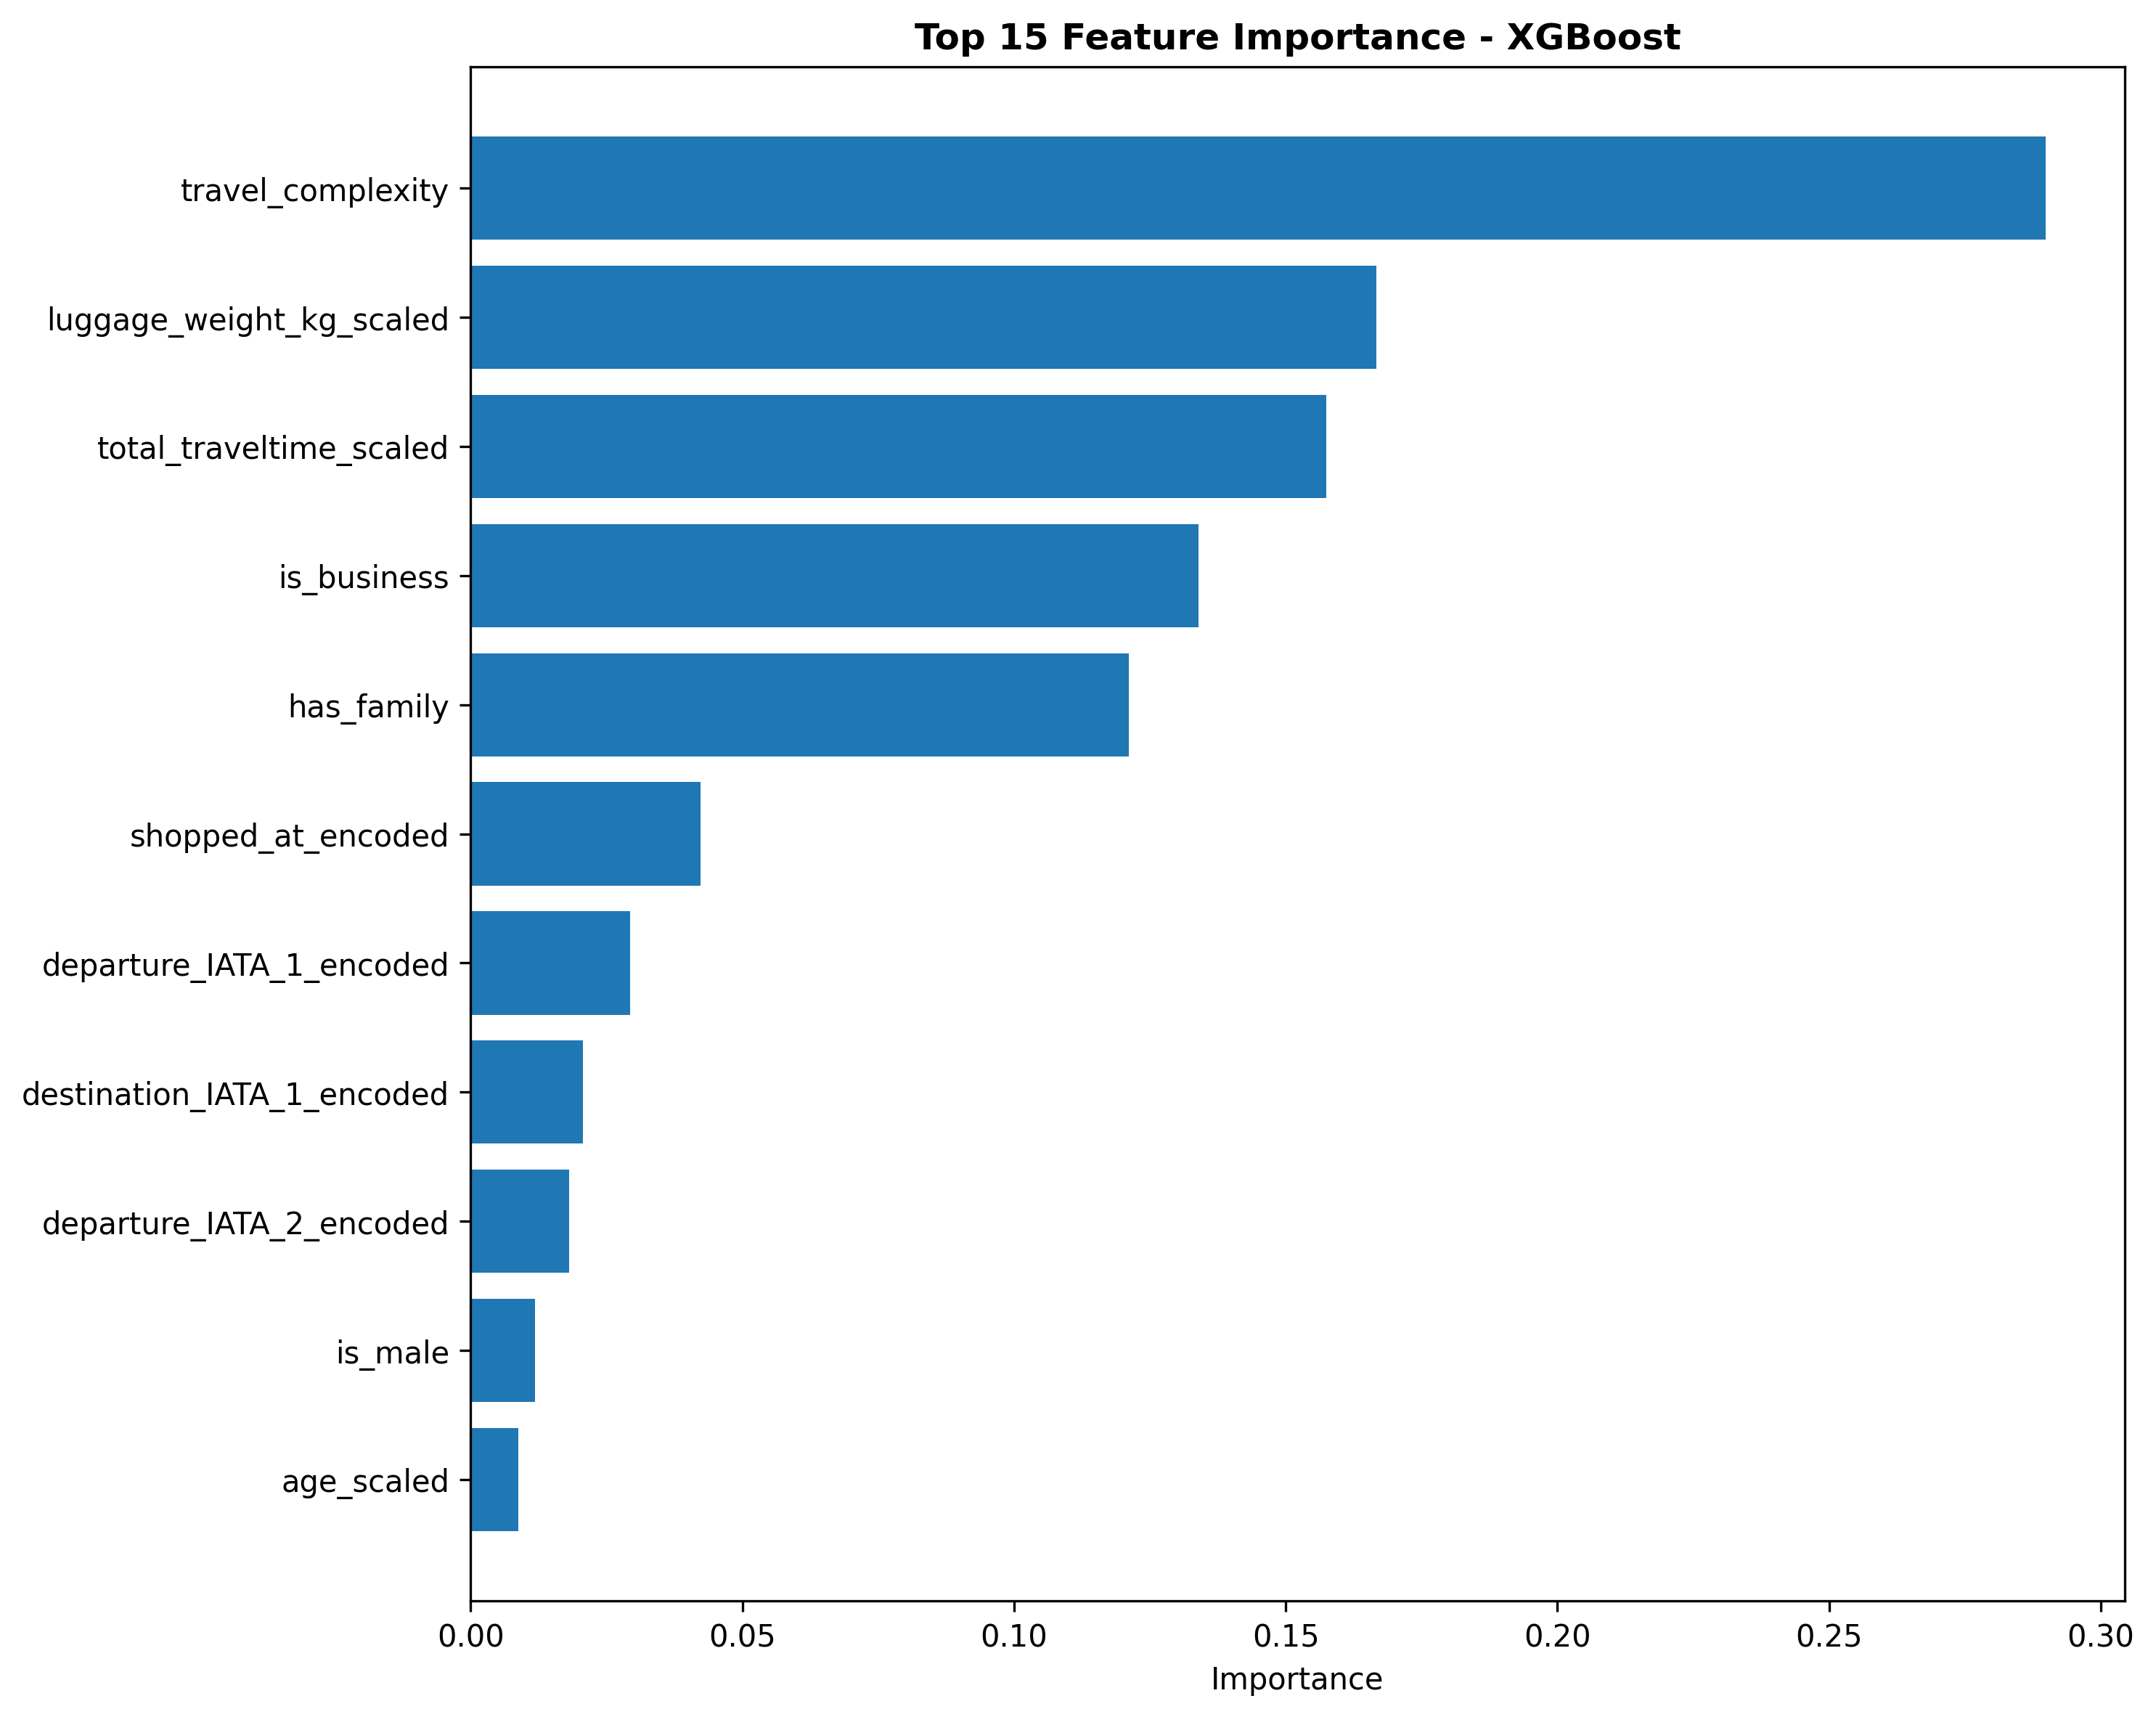 Top 15 Feature Importance - XGBoost
travel_complexity
luggage_weight_kg_scaled
total_traveltime_scaled
is_business
has_family
shopped_at_encoded
departure_IATA_1_encoded
destination_IATA_1_encoded
departure_IATA_2_encoded
is_male
age_scaled
0.00 0.05 0.10 0.15 0.20 0.25 0.30
Importance